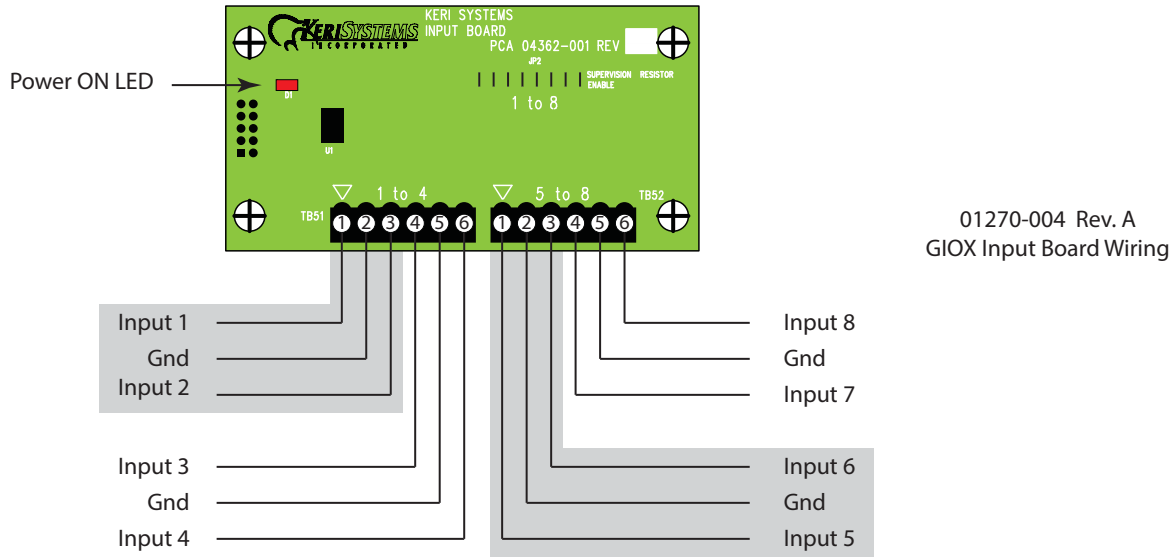 KERISYSTEMS
INCORPORATED
KERI SYSTEMS
INPUT BOARD
PCA 04362-001 REV
JP2
SUPERVISION RESISTOR
ENABLE
1 to 8
Power ON LED
D1
U1
1 to 4
5 to 8
TB51
TB52
1 2 3 4 5 6
1 2 3 4 5 6
01270-004 Rev. A
GIOX Input Board Wiring
Input 1
Gnd
Input 2
Input 3
Gnd
Input 4
Input 8
Gnd
Input 7
Input 6
Gnd
Input 5